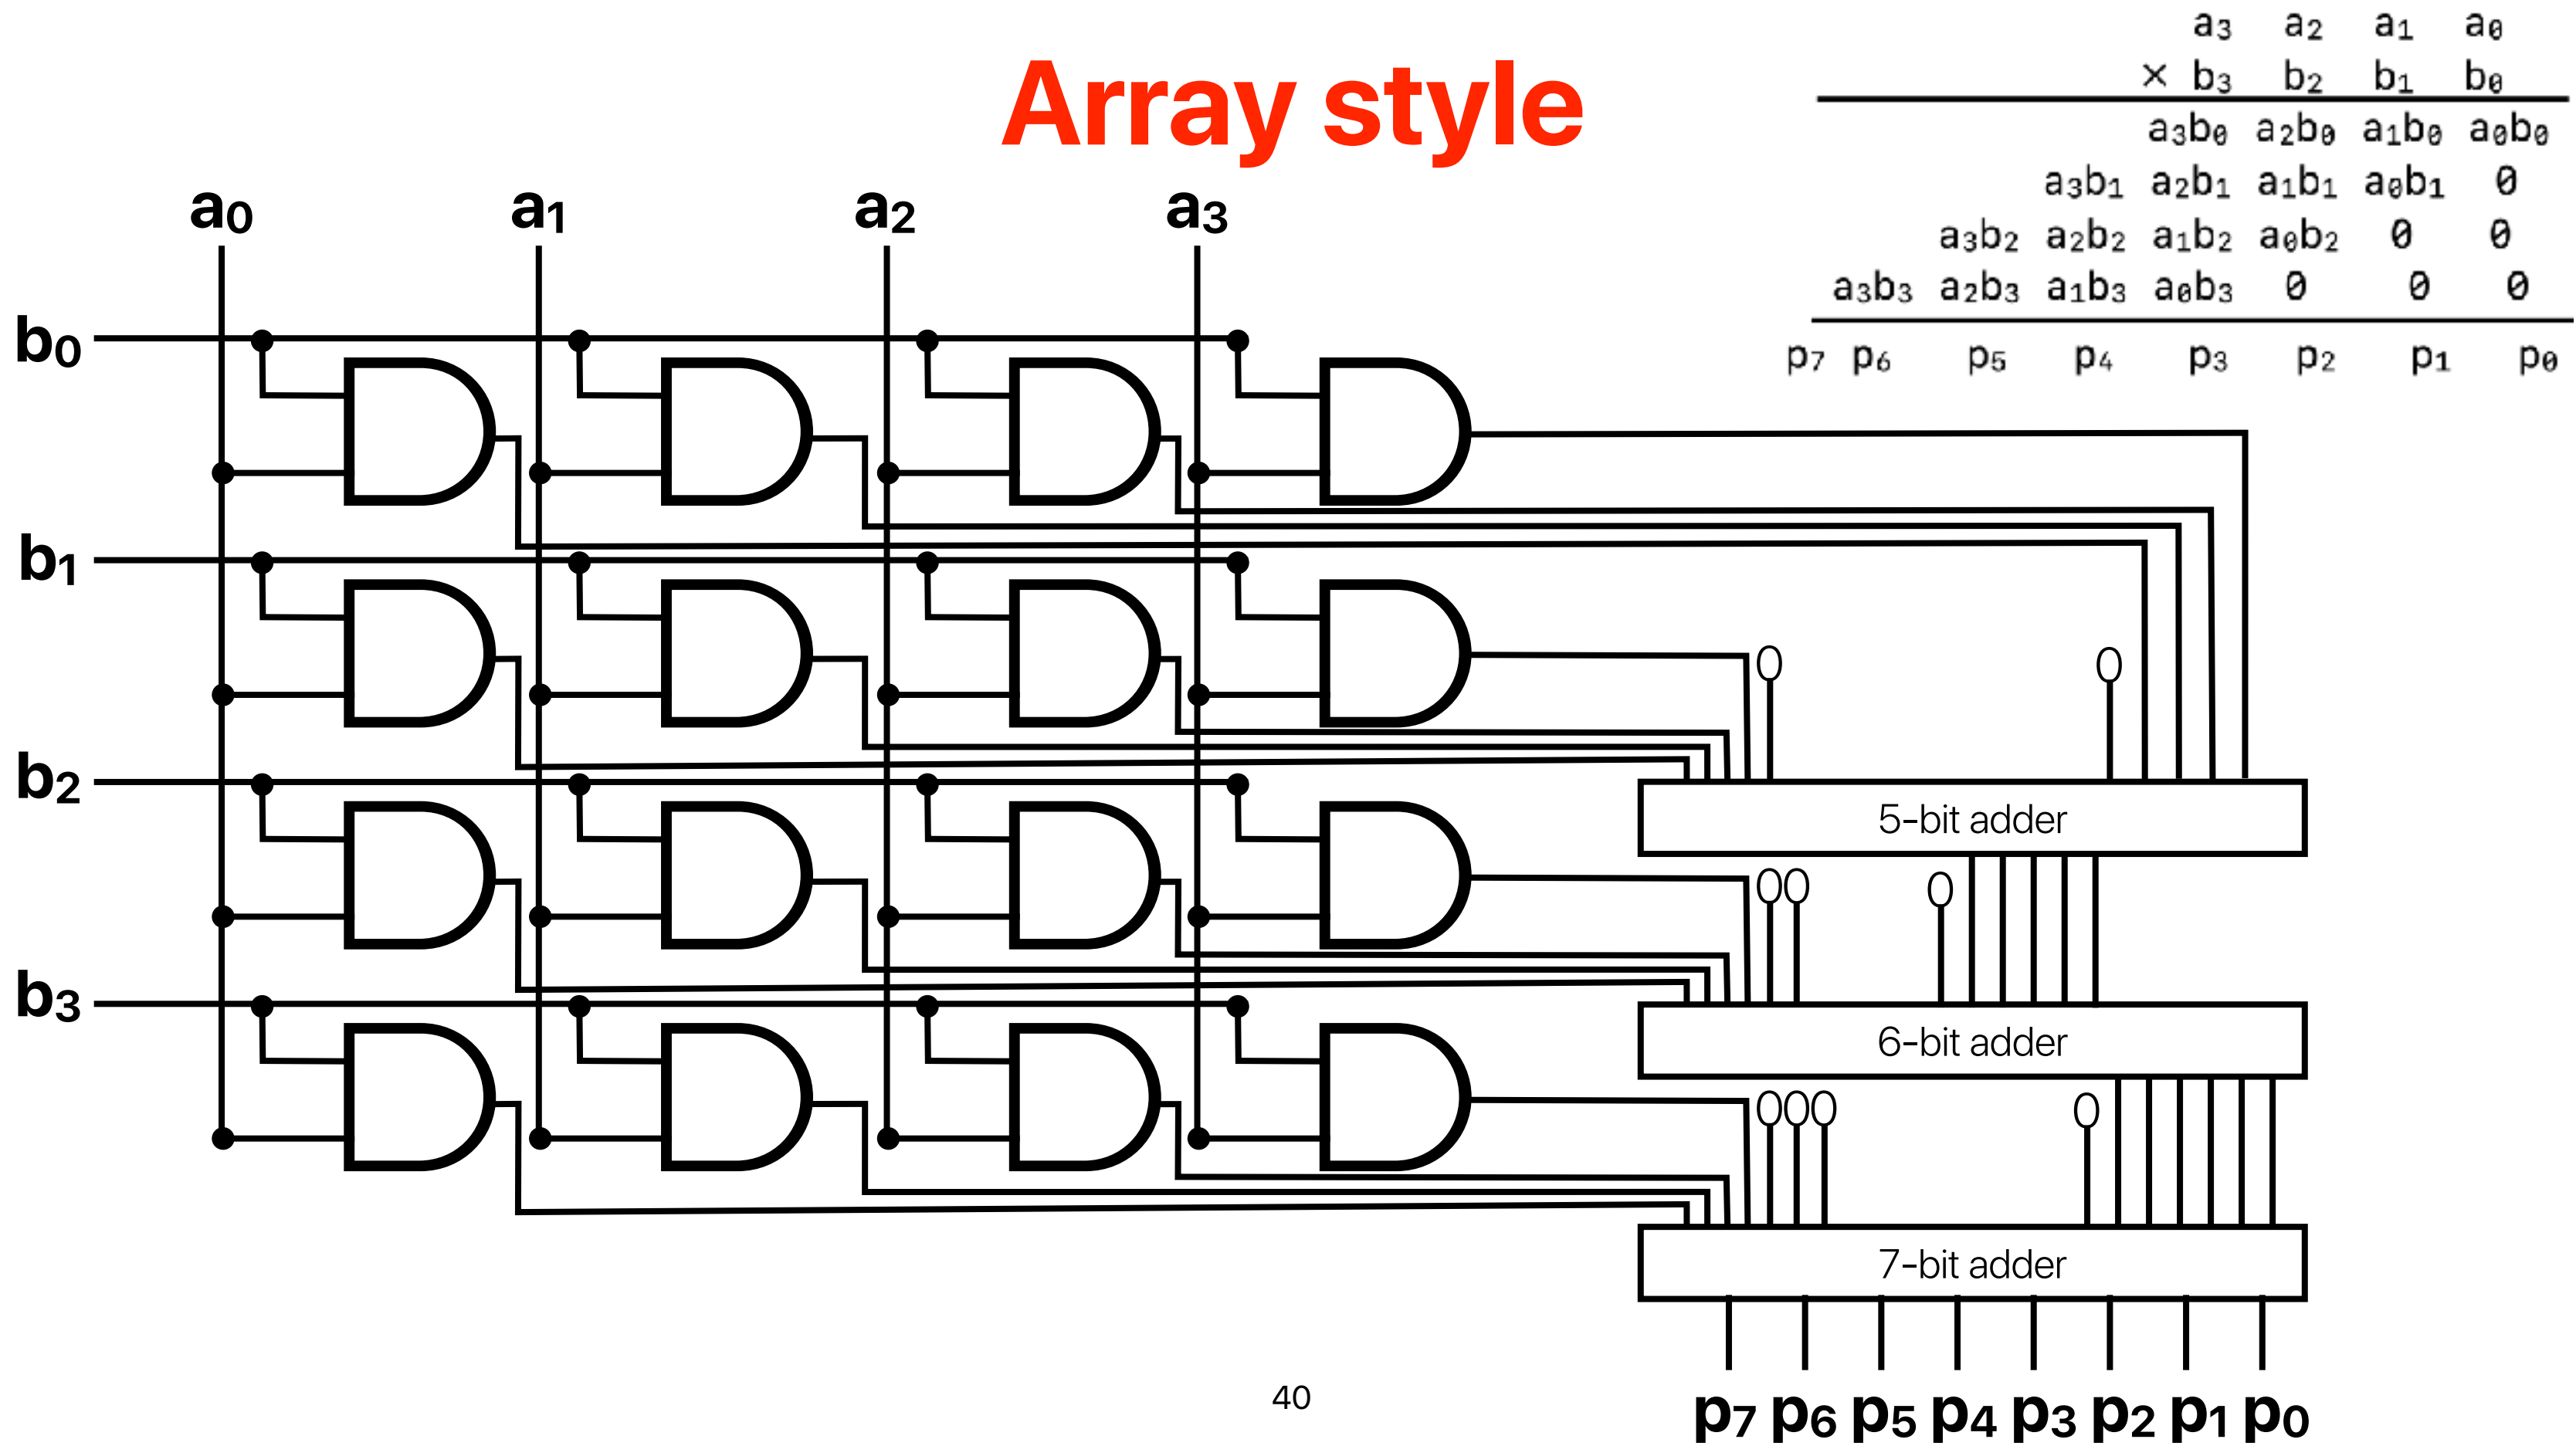 Array style
a₃ a₂ a₁ a₀
× b₃ b₂ b₁ b₀
a₃b₀ a₂b₀ a₁b₀ a₀b₀
a₃b₁ a₂b₁ a₁b₁ a₀b₁ 0
a₃b₂ a₂b₂ a₁b₂ a₀b₂ 0 0
a₃b₃ a₂b₃ a₁b₃ a₀b₃ 0 0 0
p₇ p₆ p₅ p₄ p₃ p₂ p₁ p₀
a₀ a₁ a₂ a₃
b₀
b₁
0 0
b₂
5-bit adder
00 0
b₃
6-bit adder
000 0
7-bit adder
p₇ p₆ p₅ p₄ p₃ p₂ p₁ p₀
40